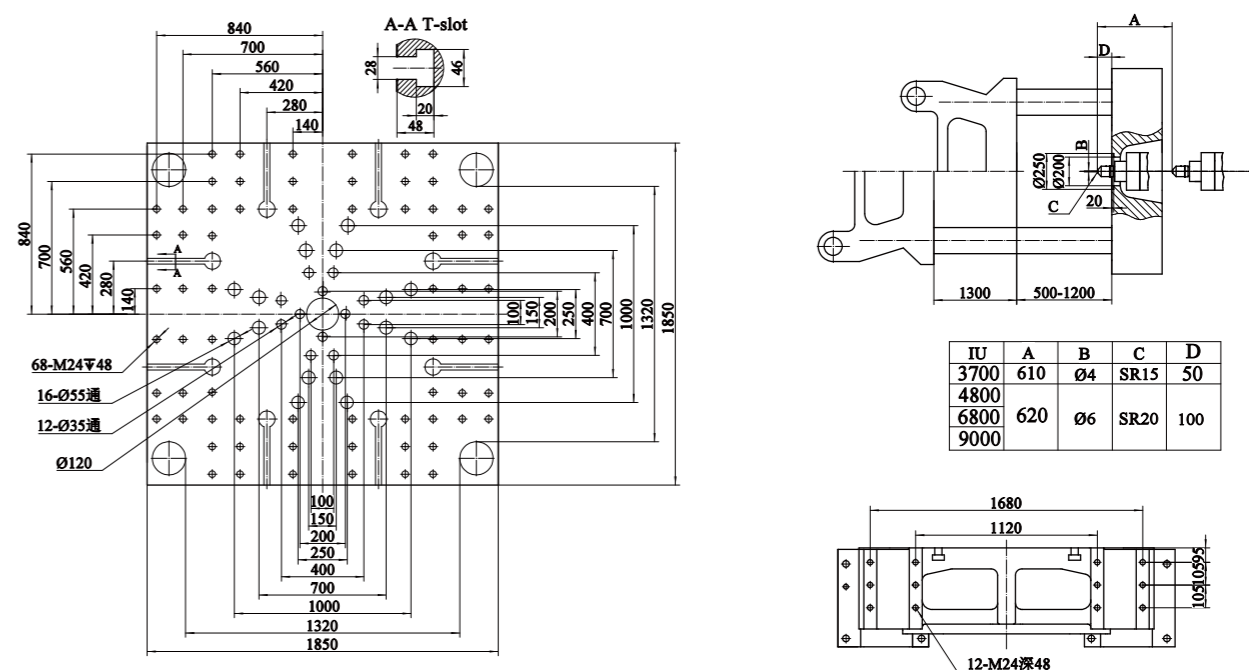 A-A T-slot
840
700
560
420
280
140
28
46
20
48
840
700
560
420
280
140
A
A
68-M24↧48
16-Ø55通
12-Ø35通
Ø120
100
150
200
250
400
700
1000
1320
1850
100
150
200
250
400
700
1000
1320
1850
A
D
B
Ø250
Ø200
C
20
1300
500-1200
IU A B C D
3700 610 Ø4 SR15 50
4800
6800 620 Ø6 SR20 100
9000
1680
1120
95
105
105
12-M24深48